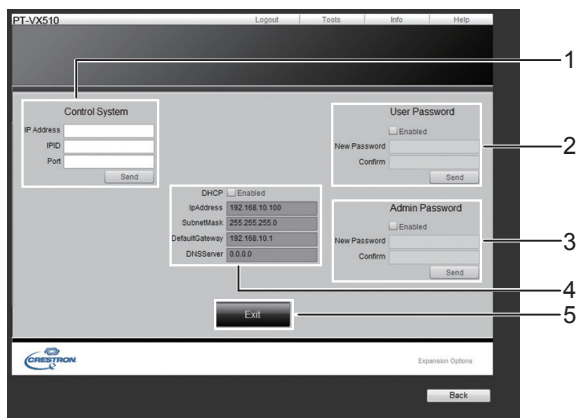 PT-VX510 Logout Tools Info Help
1
Control System
IP Address
IPID
Port
Send
User Password
Enabled
New Password
Confirm
Send
2
DHCP Enabled
IpAddress 192.168.10.100
SubnetMask 255.255.255.0
DefaultGateway 192.168.10.1
DNSServer 0.0.0.0
Admin Password
Enabled
New Password
Confirm
Send
3
4
Exit
5
CRESTRON
Expansion Options
Back